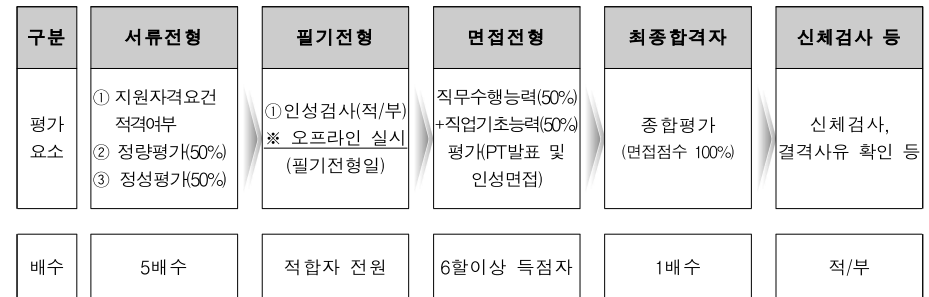 구분
서류전형
필기전형
면접전형
최종합격자
신체검사 등
평가
요소
① 지원자격요건
적격여부
② 정량평가(50%)
③ 정성평가(50%)
①인성검사(적/부)
※ 오프라인 실시
(필기전형일)
직무수행능력(50%)
+직업기초능력(50%)
평가(PT발표 및
인성면접)
종합평가
(면접점수 100%)
신체검사,
결격사유 확인 등
배수
5배수
적합자 전원
6할이상 득점자
1배수
적/부